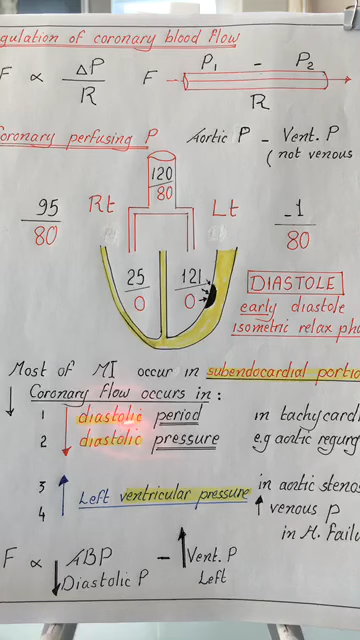 gulation of coronary blood flow
F ∝ ΔP / R
F P1 - P2
R
Coronary perfusing P
Aortic P - Vent. P
(not venous
120
80
95
80
Rt
Lt
-1
80
25
0
121
0
DIASTOLE
early diastole
isometric relax pha
Most of MI occur in subendocardial portio
↓ Coronary flow occurs in:
1 ↓ diastolic period in tachycard
2 diastolic pressure e.g aortic regurg
3 ↑ Left ventricular pressure in aortic stenos
4 ↑ venous P
in H. failu
F ∝ ↓ ABP - ↑ Vent. P
Diastolic P Left